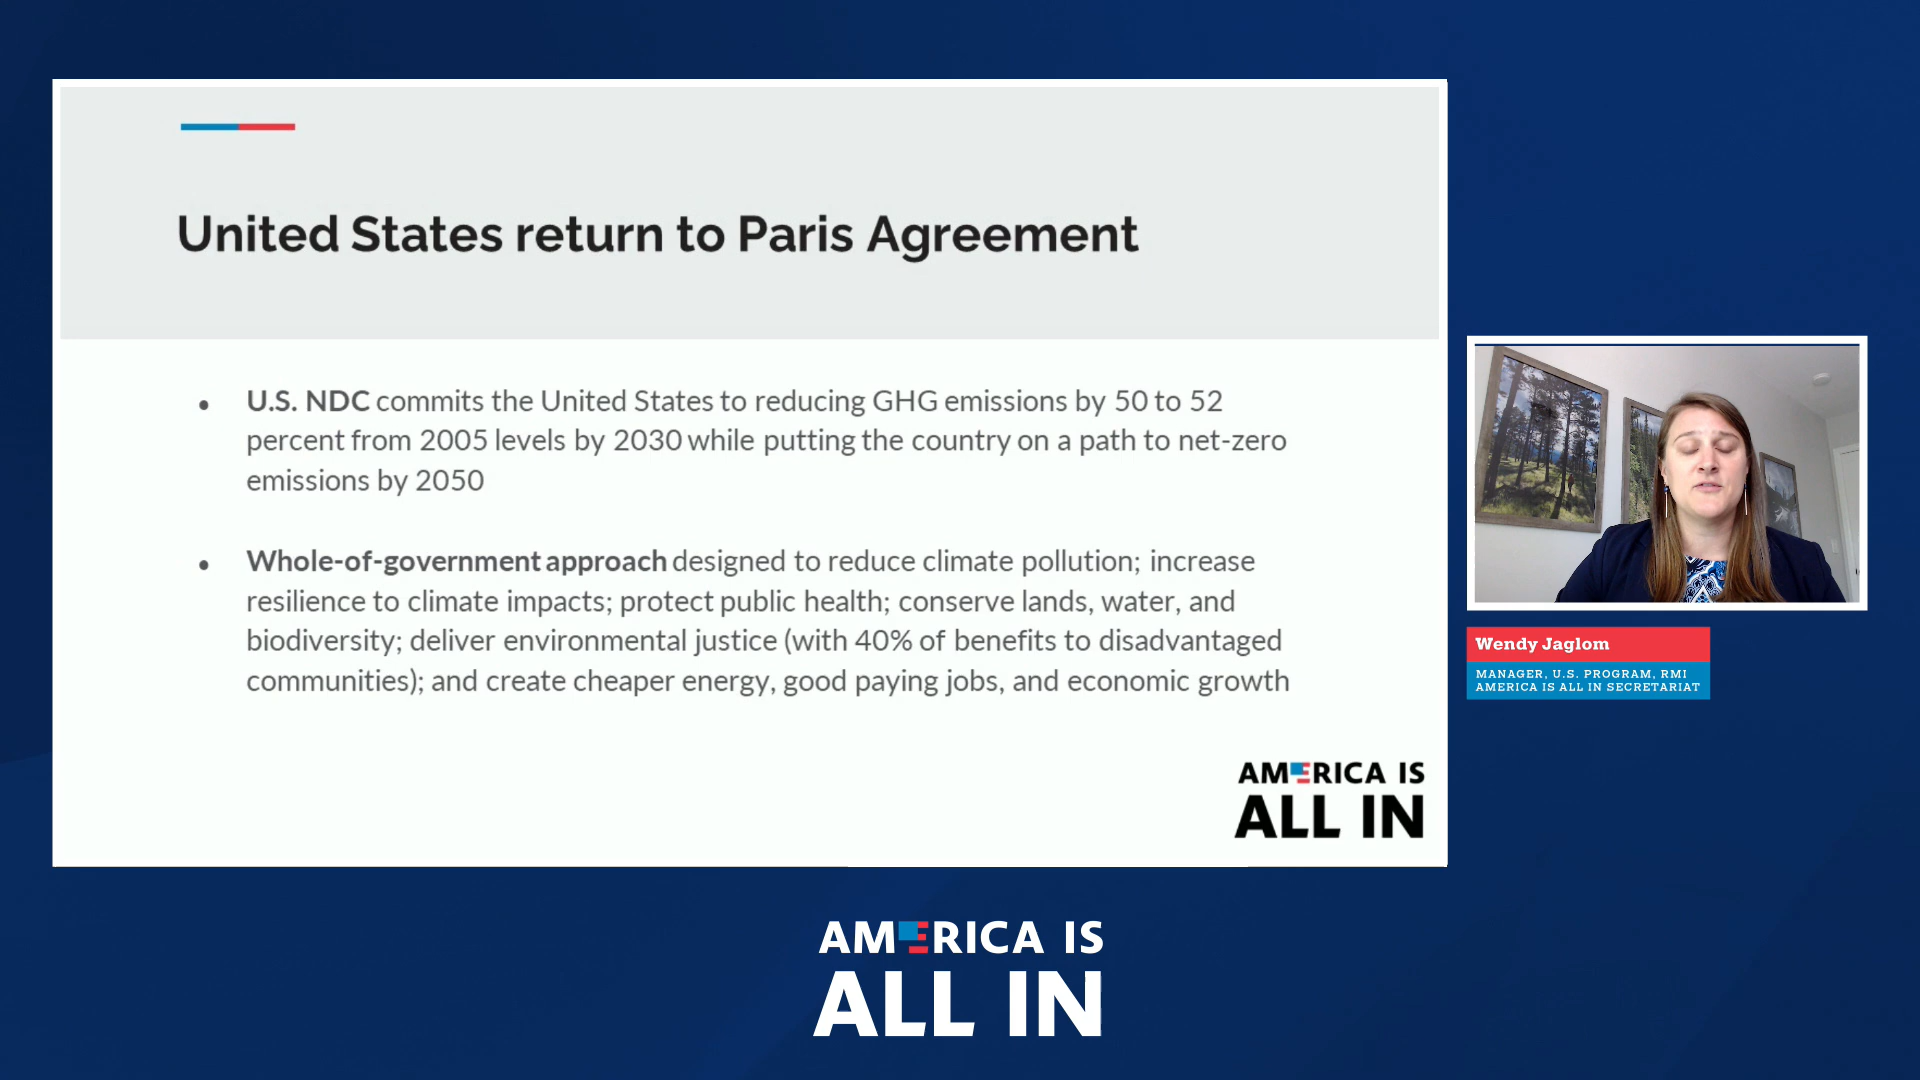 United States return to Paris Agreement
• U.S. NDC commits the United States to reducing GHG emissions by 50 to 52
percent from 2005 levels by 2030 while putting the country on a path to net-zero
emissions by 2050
• Whole-of-government approach designed to reduce climate pollution; increase
resilience to climate impacts; protect public health; conserve lands, water, and
biodiversity; deliver environmental justice (with 40% of benefits to disadvantaged
communities); and create cheaper energy, good paying jobs, and economic growth
AMERICA IS
ALL IN
Wendy Jaglom
MANAGER, U.S. PROGRAM, RMI
AMERICA IS ALL IN SECRETARIAT
AMERICA IS
ALL IN